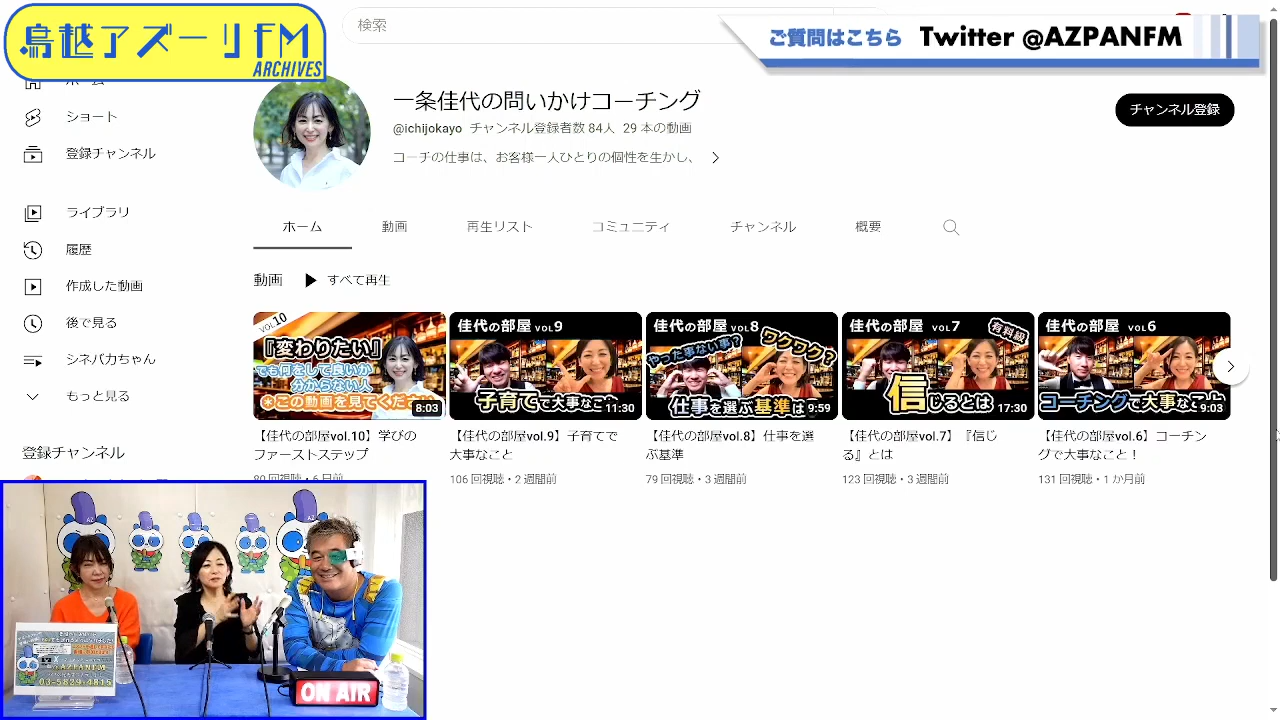 鳥越アズーリFM
ARCHIVES
検索
ご質問はこちら Twitter @AZPANFM
ホーム
ショート
登録チャンネル
ライブラリ
履歴
作成した動画
後で見る
シネバカちゃん
もっと見る
登録チャンネル
一条佳代の問いかけコーチング
@ichijokayo チャンネル登録者数 84人 29 本の動画
コーチの仕事は、お客様一人ひとりの個性を生かし、
チャンネル登録
ホーム 動画 再生リスト コミュニティ チャンネル 概要
動画 すべて再生
VOL.10
『変わりたい』
でも何をして良いか
分からない人
＊この動画を見てください
8:03
佳代の部屋 VOL.9
子育てで大事なこと
11:30
佳代の部屋 VOL.8
やった事ない事?
ワクワク?
仕事を選ぶ基準は
9:59
佳代の部屋 VOL.7
有料級
信じるとは
17:30
佳代の部屋 VOL.6
コーチングで大事なこと
9:03
【佳代の部屋vol.10】学びの
ファーストステップ
80 回視聴・6 日前
【佳代の部屋vol.9】子育てで
大事なこと
106 回視聴・2 週間前
【佳代の部屋vol.8】仕事を選
ぶ基準
79 回視聴・3 週間前
【佳代の部屋vol.7】『信じ
る』とは
123 回視聴・3 週間前
【佳代の部屋vol.6】コーチン
グで大事なこと！
131 回視聴・1 か月前
AZ
@AZPANFM
03-5829-4815
ON AIR